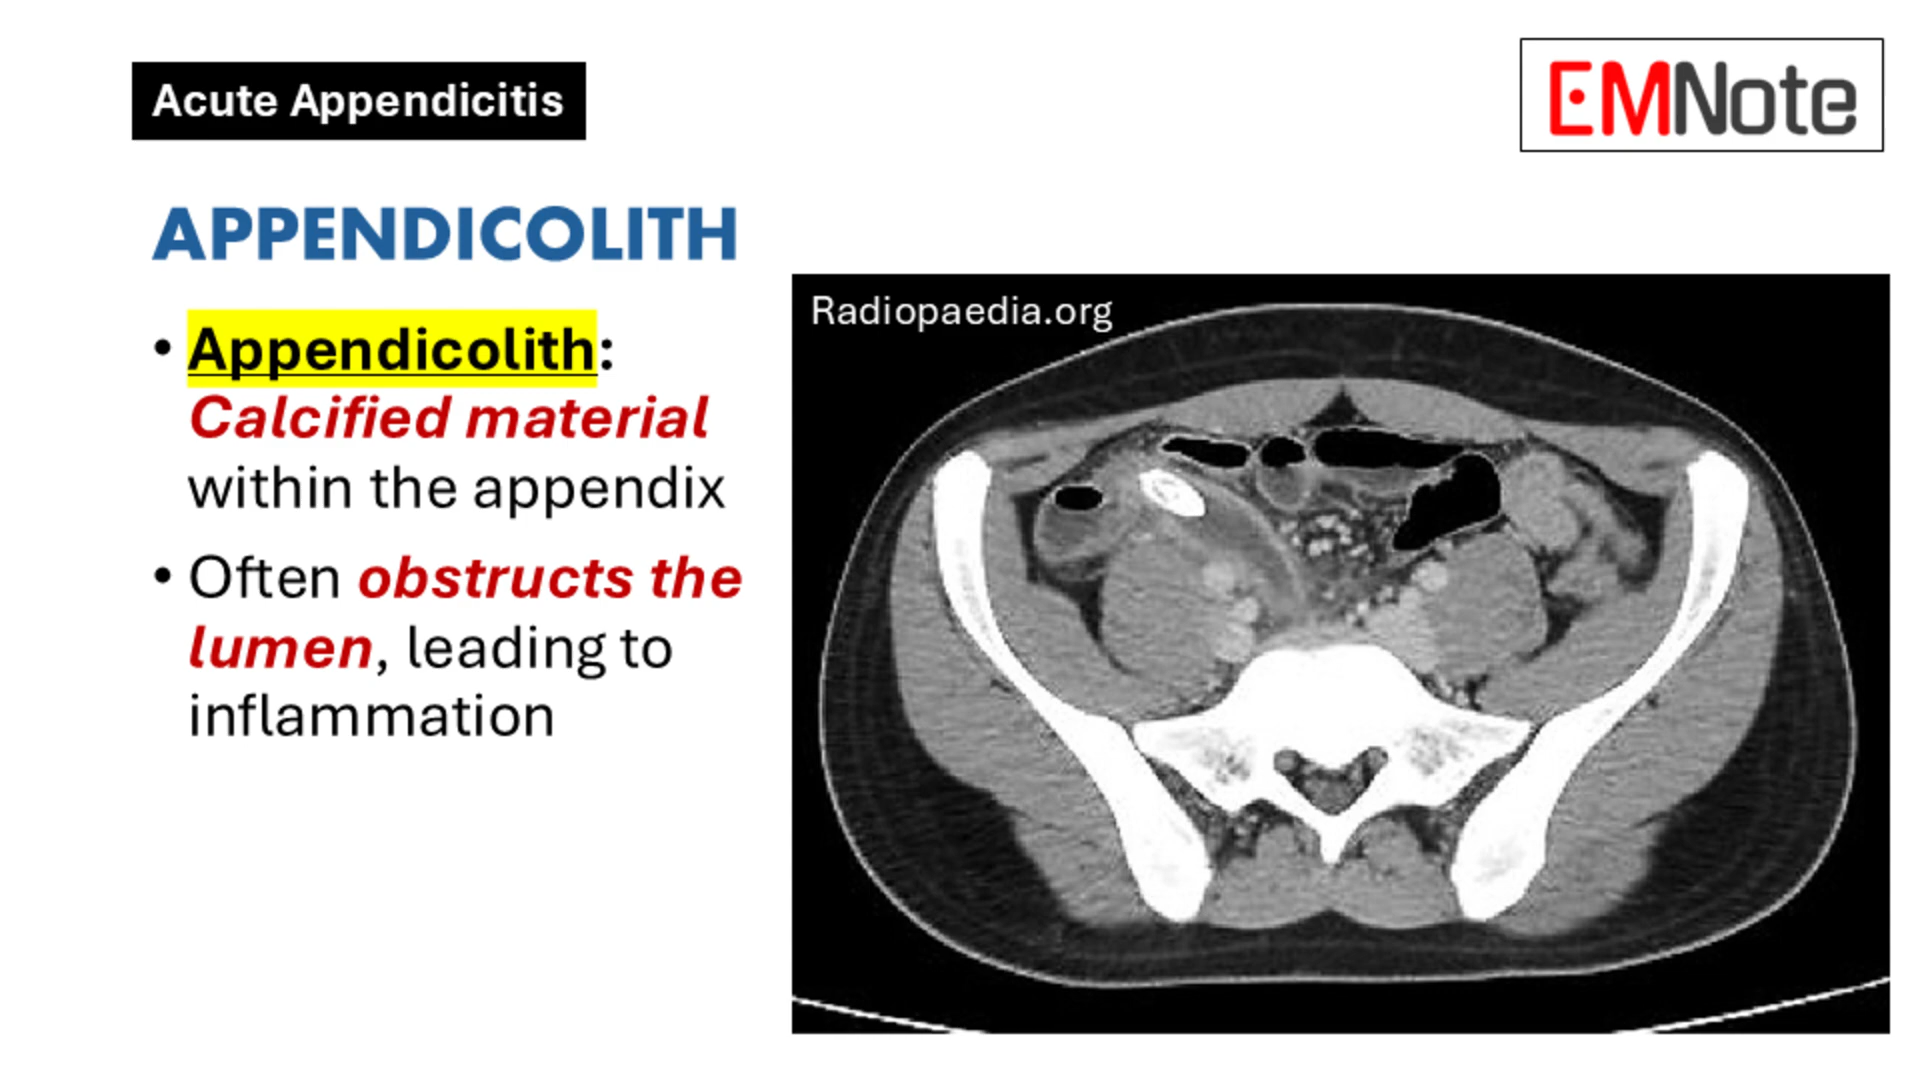 Acute Appendicitis
EMNote
APPENDICOLITH
• Appendicolith:
Calcified material
within the appendix
• Often obstructs the
lumen, leading to
inflammation
Radiopaedia.org